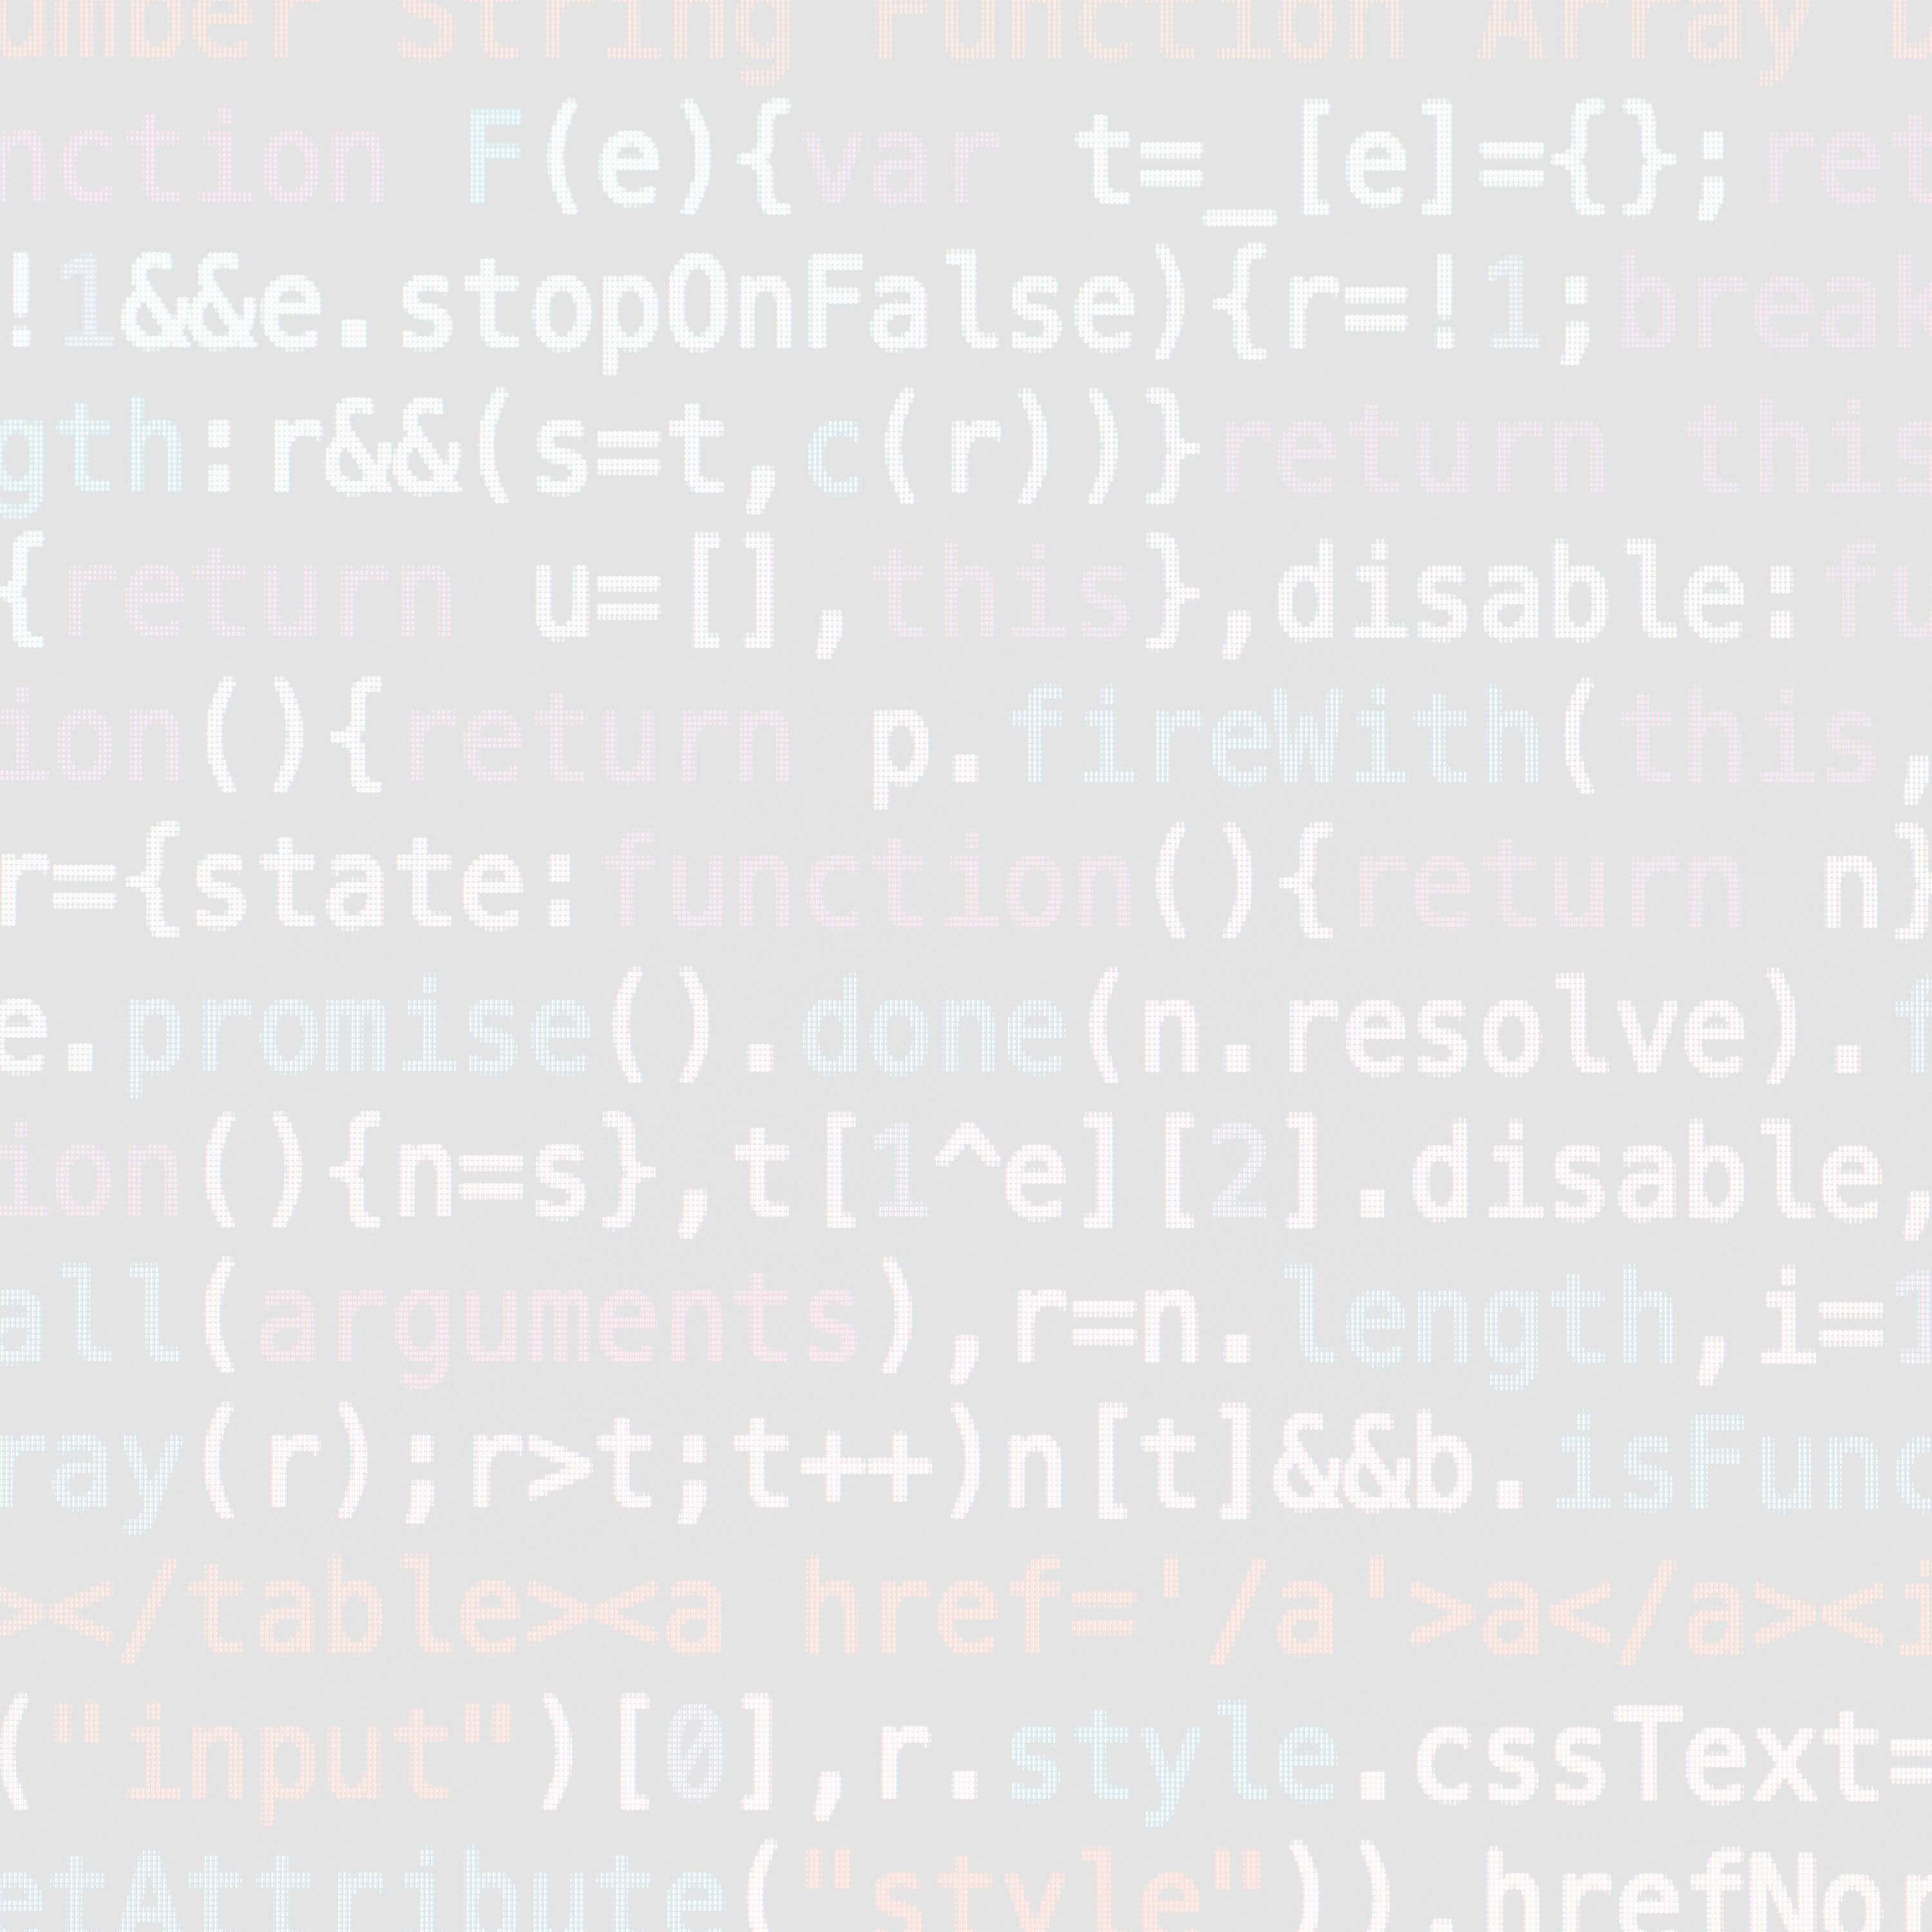 umber String Function Array D
nction F(e){var t=_[e]={};ret
!1&&e.stopOnFalse){r=!1;break
gth:r&&(s=t,c(r))}return this
{return u=[],this},disable:fu
ion(){return p.fireWith(this,
r={state:function(){return n}
e.promise().done(n.resolve).f
ion(){n=s},t[1^e][2].disable,
all(arguments),r=n.length,i=1
ray(r);r>t;t++)n[t]&&b.isFunc
></table><a href='/a'>a</a><i
("input")[0],r.style.cssText=
etAttribute("style")).hrefNor